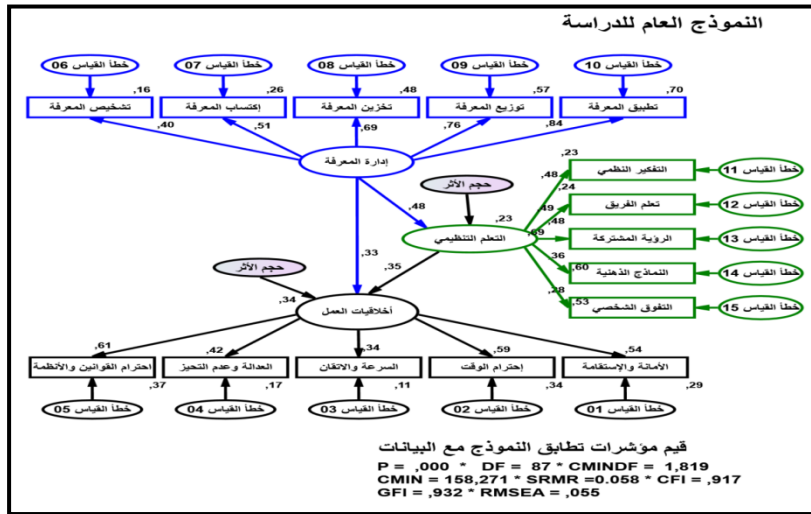 النموذج العام للدراسة
خطأ القياس 10 خطأ القياس 09 خطأ القياس 08 خطأ القياس 07 خطأ القياس 06
,70 ,57 ,48 ,26 ,16
تطبيق المعرفة توزيع المعرفة تخزين المعرفة إكتساب المعرفة تشخيص المعرفة
,84 ,76 ,69 ,51 ,40
إدارة المعرفة
,23
خطأ القياس 11 التفكير النظمي ,48
حجم الأثر
,24
,48 ,23 ,49
خطأ القياس 12 تعلم الفريق
,48
خطأ القياس 13 الرؤية المشتركة
التعلم التنظيمي
,33 ,35 ,36
,60
خطأ القياس 14 النماذج الذهنية
حجم الأثر
,28
,53
خطأ القياس 15 التفوق الشخصي
,34
أخلاقيات العمل
,54 ,59 ,34 ,42 ,61
الأمانة والإستقامة إحترام الوقت السرعة والاتقان العدالة وعدم التحيز احترام القوانين والأنظمة
,29 ,34 ,11 ,17 ,37
خطأ القياس 01 خطأ القياس 02 خطأ القياس 03 خطأ القياس 04 خطأ القياس 05
قيم مؤشرات تطابق النموذج مع البيانات
P = ,000 * DF = 87 * CMINDF = 1,819
CMIN = 158,271 * SRMR =0.058 * CFI = ,917
GFI = ,932 * RMSEA = ,055